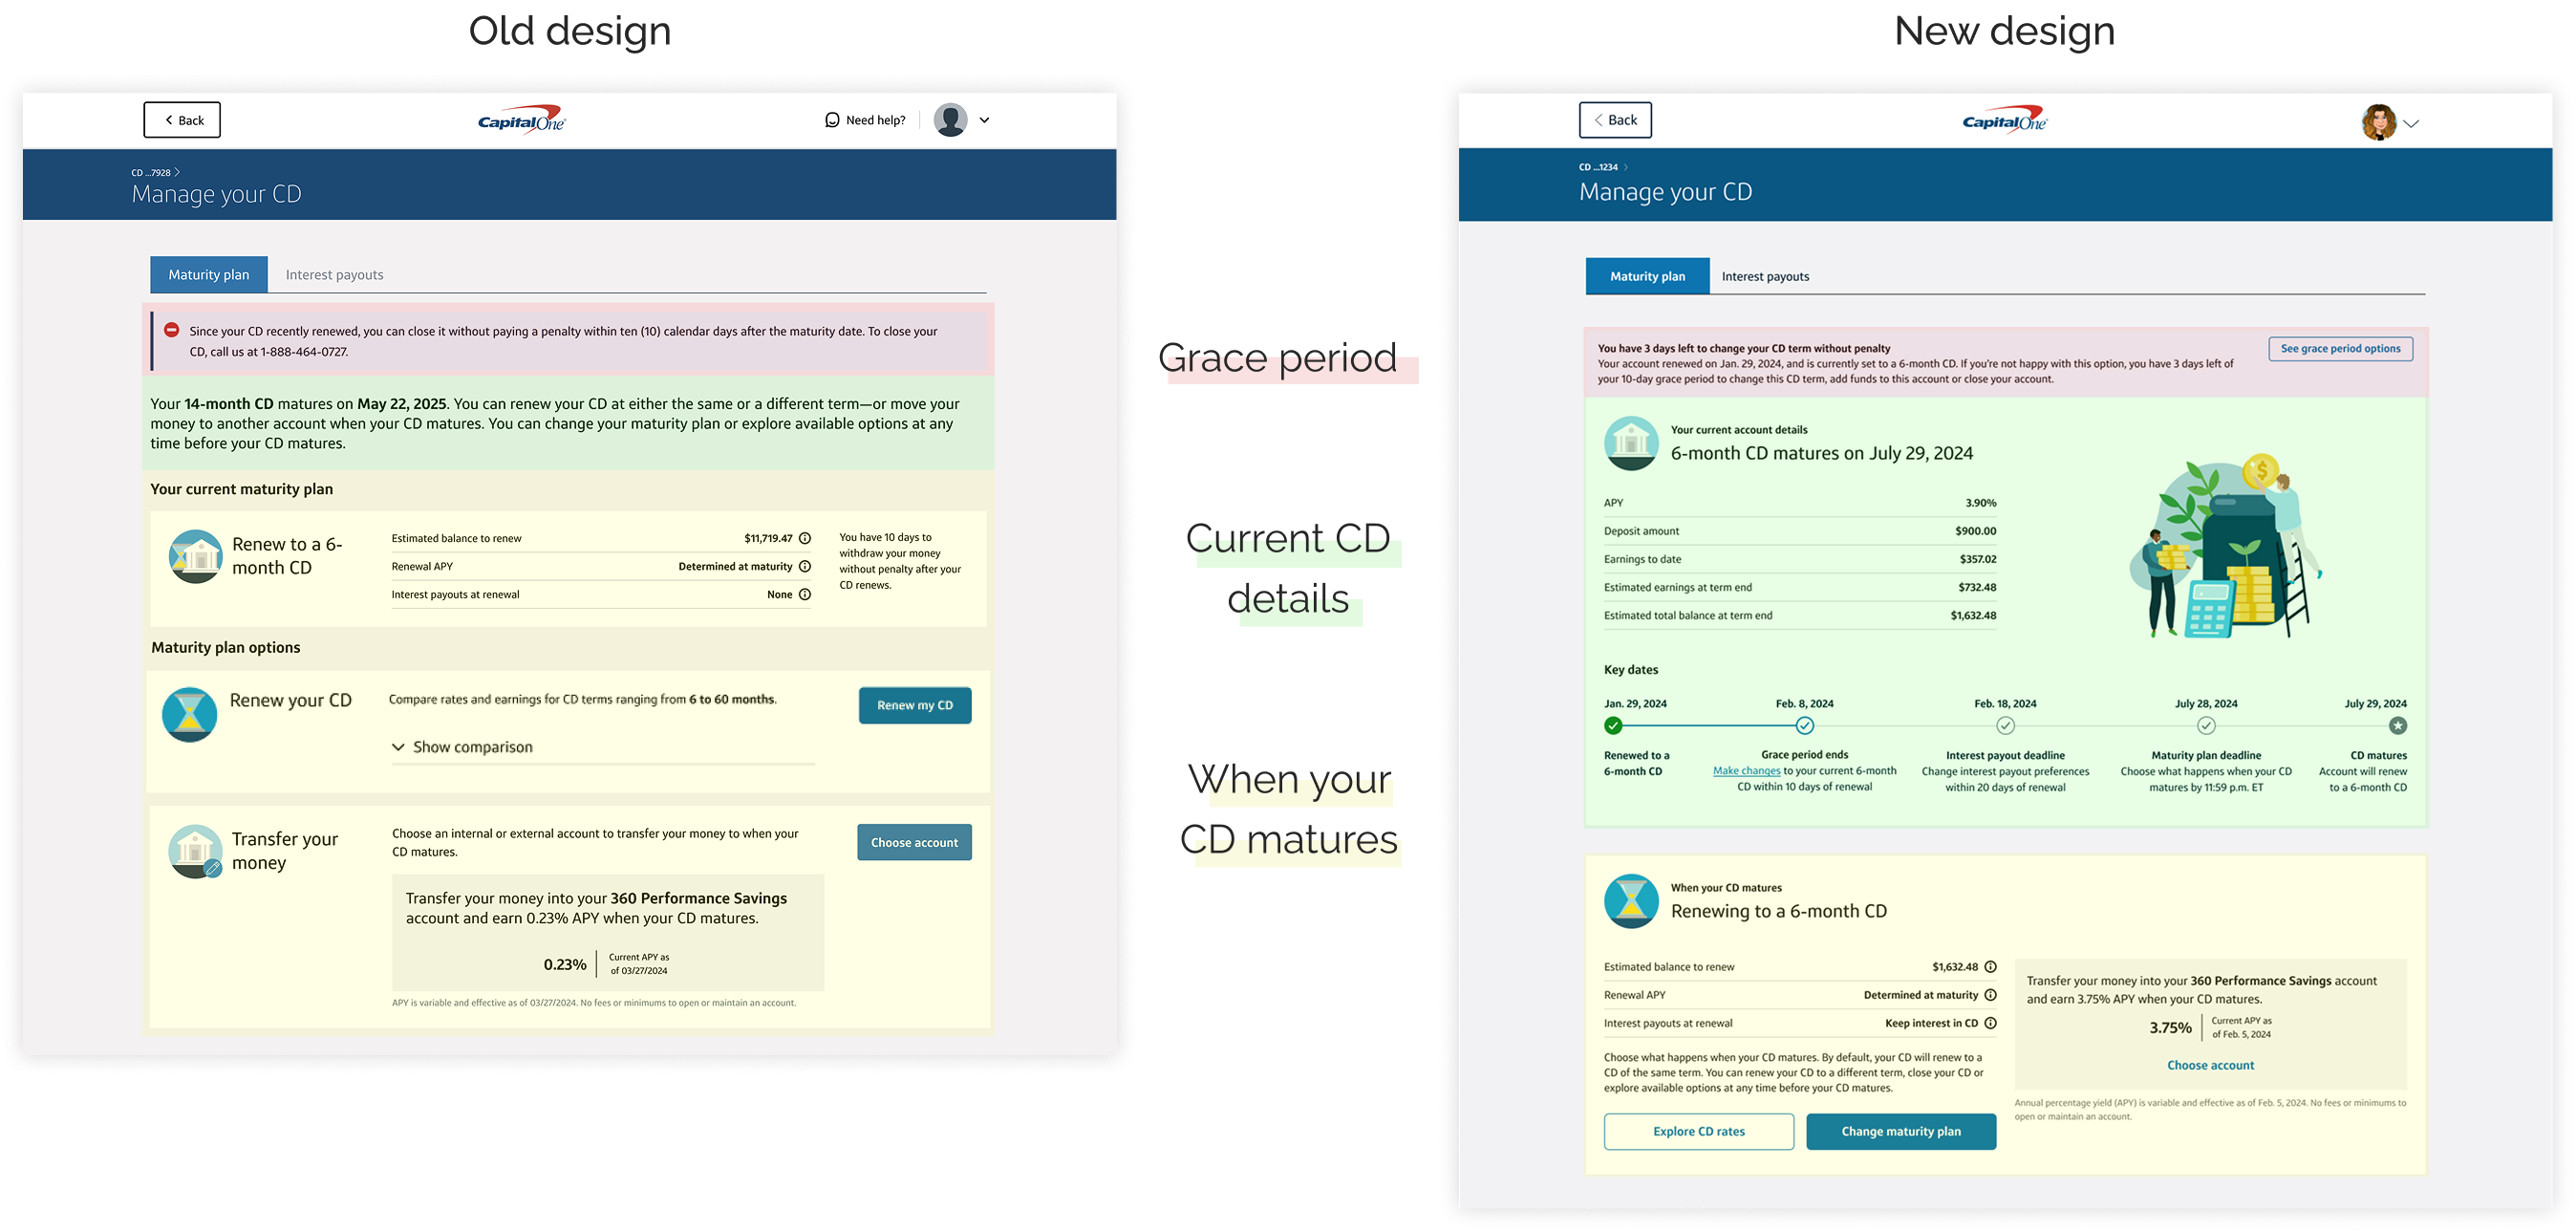 Old design
New design
Back
CapitalOne
Need help?
CD ...7928
Manage your CD
Maturity plan
Interest payouts
Since your CD recently renewed, you can close it without paying a penalty within ten (10) calendar days after the maturity date. To close your
CD, call us at 1-888-464-0727.
Your 14-month CD matures on May 22, 2025. You can renew your CD at either the same or a different term—or move your
money to another account when your CD matures. You can change your maturity plan or explore available options at any
time before your CD matures.
Your current maturity plan
Renew to a 6-
month CD
Estimated balance to renew $11,719.47
Renewal APY Determined at maturity
Interest payouts at renewal None
You have 10 days to
withdraw your money
without penalty after your
CD renews.
Maturity plan options
Renew your CD
Compare rates and earnings for CD terms ranging from 6 to 60 months.
Show comparison
Renew my CD
Transfer your
money
Choose an internal or external account to transfer your money to when your
CD matures.
Choose account
Transfer your money into your 360 Performance Savings
account and earn 0.23% APY when your CD matures.
0.23%
Current APY as
of 03/27/2024
APY is variable and effective as of 03/27/2024. No fees or minimums to open or maintain an account.
Grace period
Current CD
details
When your
CD matures
Back
CapitalOne
CD ...1234
Manage your CD
Maturity plan
Interest payouts
You have 3 days left to change your CD term without penalty
Your account renewed on Jan. 29, 2024, and is currently set to a 6-month CD. If you're not happy with this option, you have 3 days left of
your 10-day grace period to change this CD term, add funds to this account or close your account.
See grace period options
Your current account details
6-month CD matures on July 29, 2024
APY 3.90%
Deposit amount $900.00
Earnings to date $357.02
Estimated earnings at term end $732.48
Estimated total balance at term end $1,632.48
$
Key dates
Jan. 29, 2024
Renewed to a
6-month CD
Feb. 8, 2024
Grace period ends
Make changes to your current 6-month
CD within 10 days of renewal
Feb. 18, 2024
Interest payout deadline
Change interest payout preferences
within 20 days of renewal
July 28, 2024
Maturity plan deadline
Choose what happens when your CD
matures by 11:59 p.m. ET
July 29, 2024
CD matures
Account will renew
to a 6-month CD
When your CD matures
Renewing to a 6-month CD
Estimated balance to renew $1,632.48
Renewal APY Determined at maturity
Interest payouts at renewal Keep interest in CD
Choose what happens when your CD matures. By default, your CD will renew to a
CD of the same term. You can renew your CD to a different term, close your CD or
explore available options at any time before your CD matures.
Explore CD rates
Change maturity plan
Transfer your money into your 360 Performance Savings account
and earn 3.75% APY when your CD matures.
3.75%
Current APY as
of Feb. 5, 2024
Choose account
Annual percentage yield (APY) is variable and effective as of Feb. 5, 2024. No fees or minimums to
open or maintain an account.